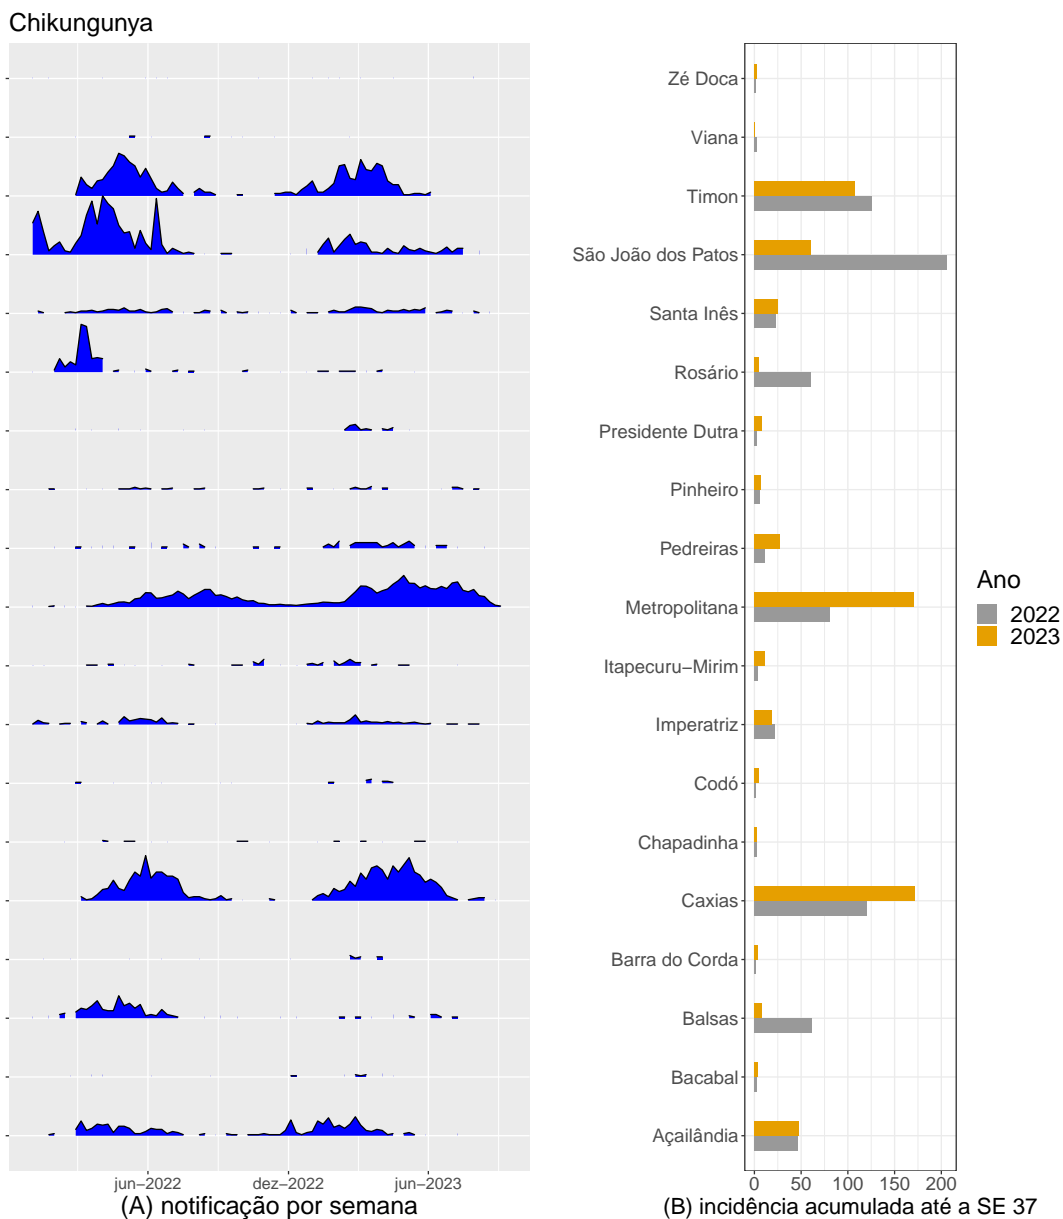 Chikungunya
Zé Doca
Viana
Timon
São João dos Patos
Santa Inês
Rosário
Presidente Dutra
Pinheiro
Pedreiras
Metropolitana
Itapecuru−Mirim
Imperatriz
Codó
Chapadinha
Caxias
Barra do Corda
Balsas
Bacabal
Açailândia
jun−2022 dez−2022 jun−2023
0 50 100 150 200
(A) notificação por semana
(B) incidência acumulada até a SE 37
Ano
2022
2023